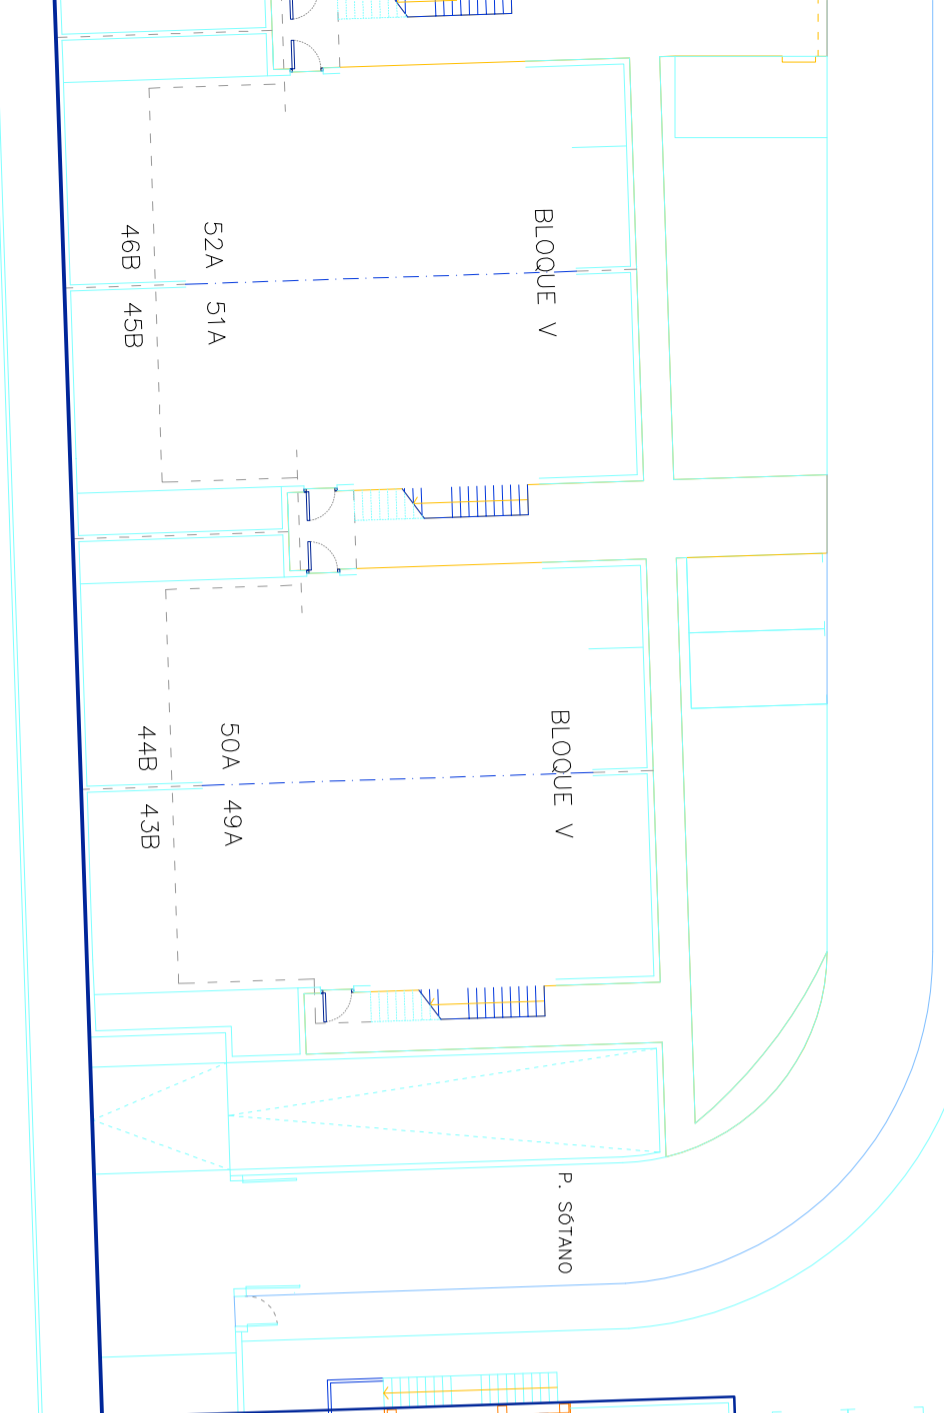 BLOQUE V
52A 51A
46B 45B
BLOQUE V
50A 49A
44B 43B
P. SÓTANO